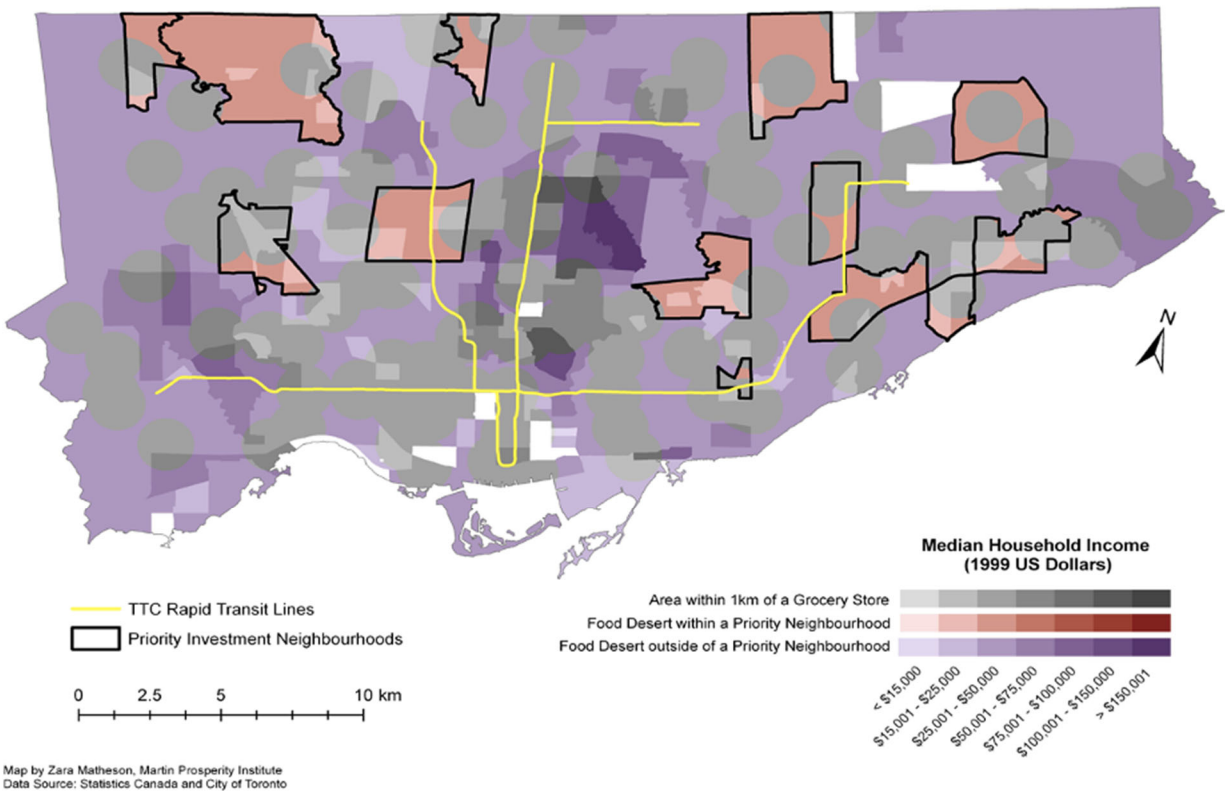 N
Median Household Income
(1999 US Dollars)
Area within 1km of a Grocery Store
Food Desert within a Priority Neighbourhood
Food Desert outside of a Priority Neighbourhood
< $15,000
$15,001 - $25,000
$25,001 - $50,000
$50,001 - $75,000
$75,001 - $100,000
$100,001 - $150,000
> $150,001
TTC Rapid Transit Lines
Priority Investment Neighbourhoods
0 2.5 5 10 km
Map by Zara Matheson, Martin Prosperity Institute
Data Source: Statistics Canada and City of Toronto